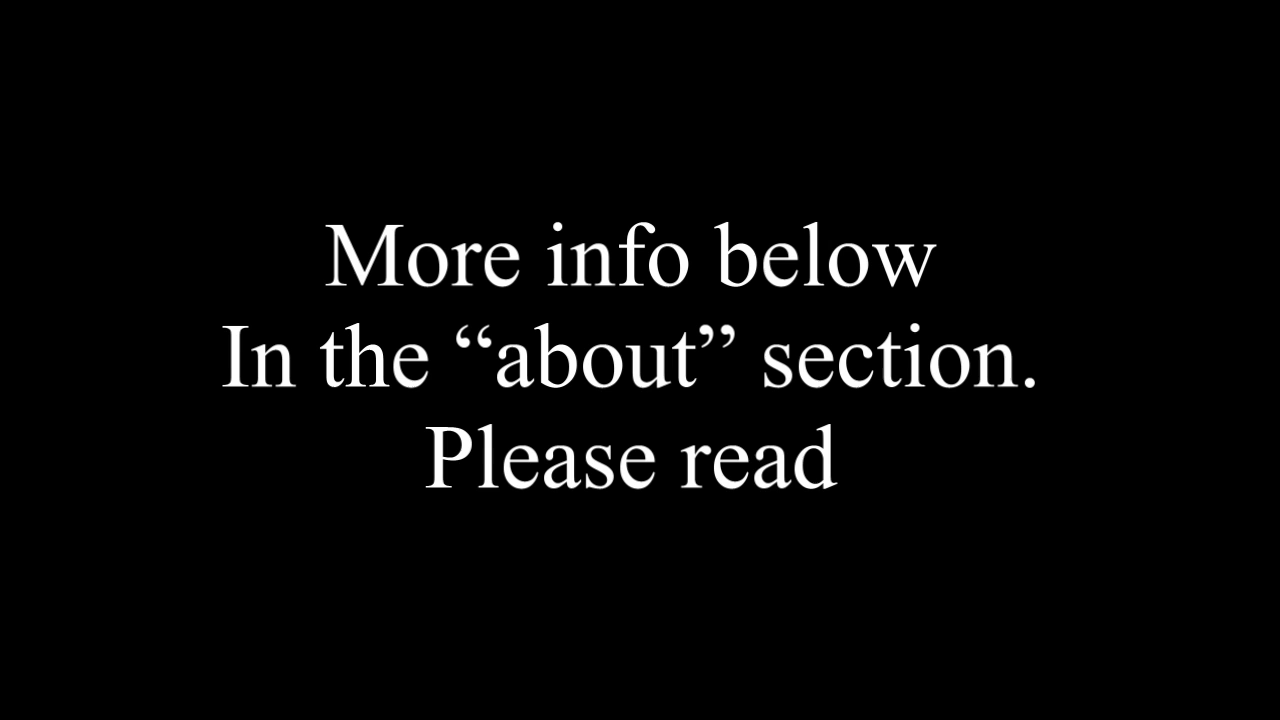 More info below
In the “about” section.
Please read